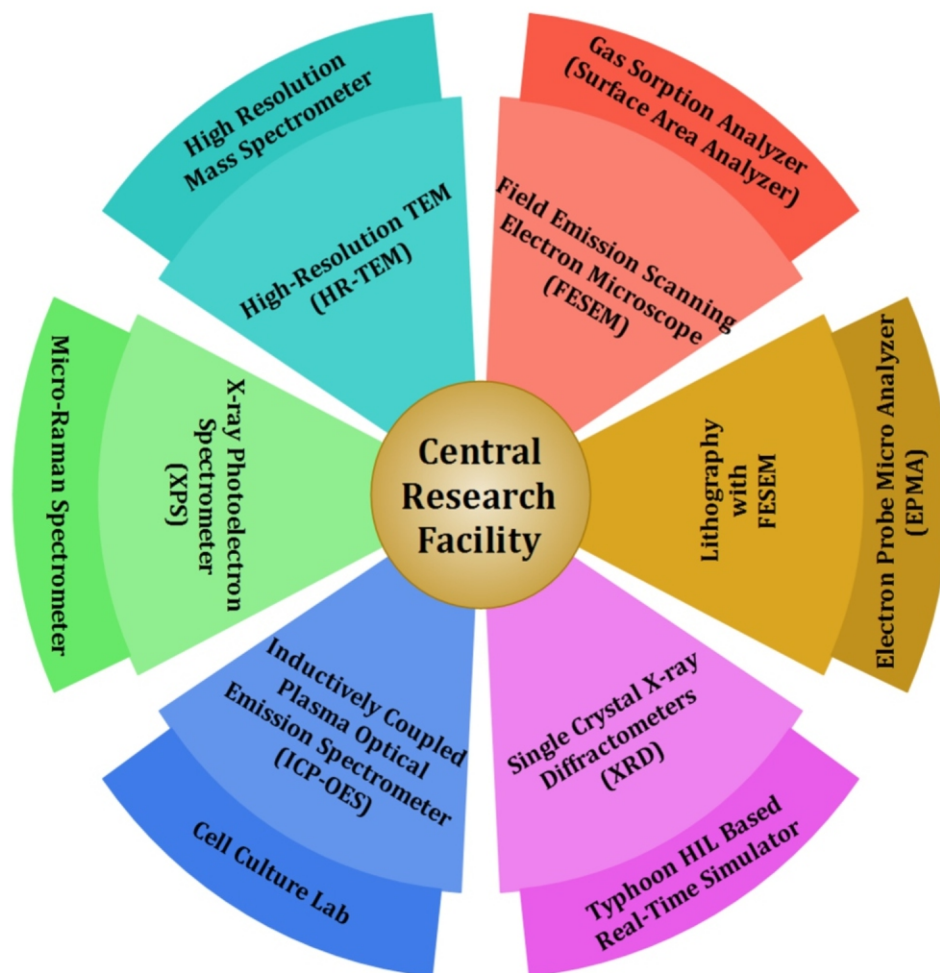 High Resolution
Mass Spectrometer
High-Resolution TEM
(HR-TEM)
Gas Sorption Analyzer
(Surface Area Analyzer)
Field Emission Scanning
Electron Microscope
(FESEM)
Micro-Raman Spectrometer
X-ray Photoelectron
Spectrometer
(XPS)
Central
Research
Facility
Lithography
with
FESEM
Electron Probe Micro Analyzer
(EPMA)
Inductively Coupled
Plasma Optical
Emission Spectrometer
(ICP-OES)
Cell Culture Lab
Single Crystal X-ray
Diffractometers
(XRD)
Typhoon HIL Based
Real-Time Simulator